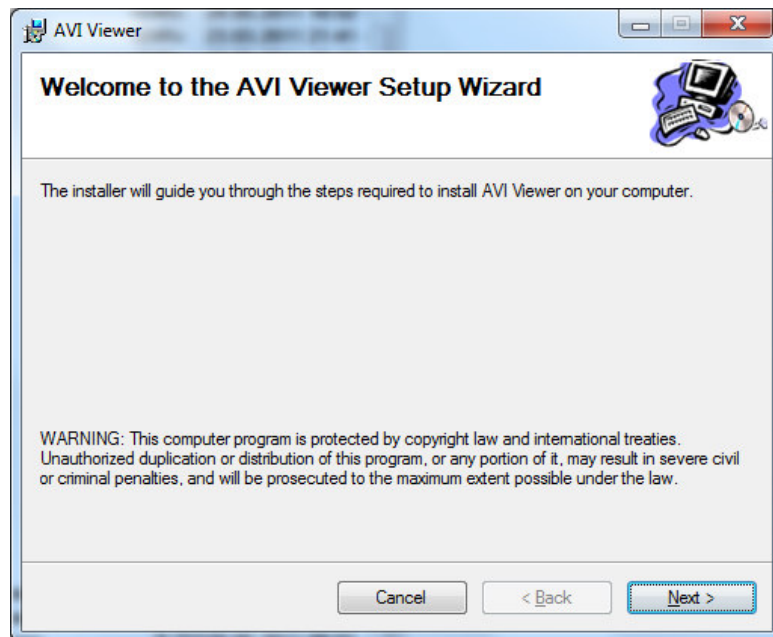 AVI Viewer
Welcome to the AVI Viewer Setup Wizard
The installer will guide you through the steps required to install AVI Viewer on your computer.
WARNING: This computer program is protected by copyright law and international treaties.
Unauthorized duplication or distribution of this program, or any portion of it, may result in severe civil
or criminal penalties, and will be prosecuted to the maximum extent possible under the law.
Cancel
< Back
Next >